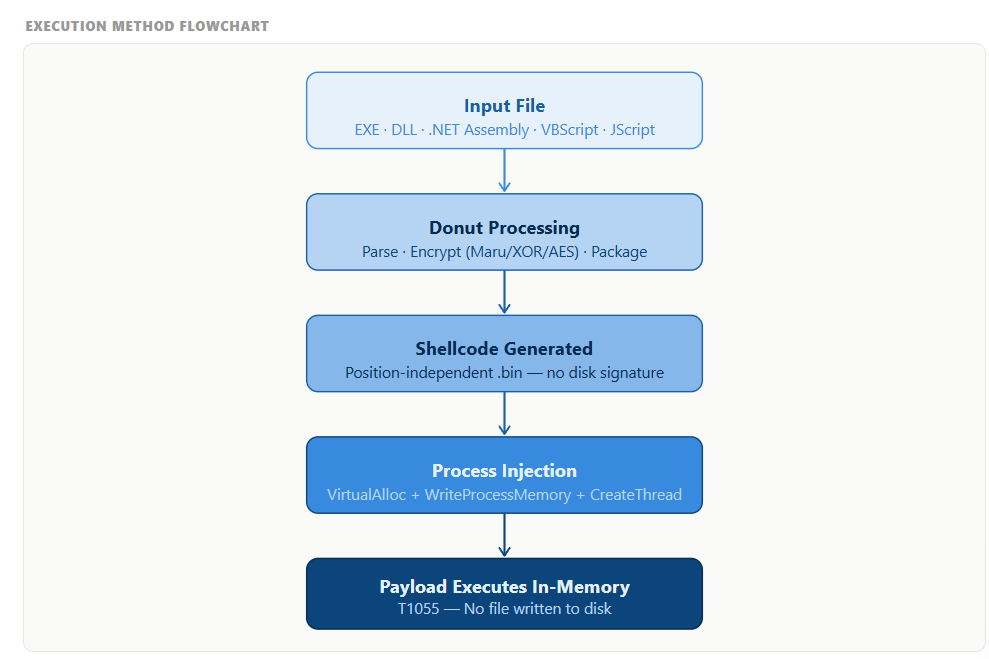 EXECUTION METHOD FLOWCHART
Input File
EXE · DLL · .NET Assembly · VBScript · JScript
Donut Processing
Parse · Encrypt (Maru/XOR/AES) · Package
Shellcode Generated
Position-independent .bin — no disk signature
Process Injection
VirtualAlloc + WriteProcessMemory + CreateThread
Payload Executes In-Memory
T1055 — No file written to disk